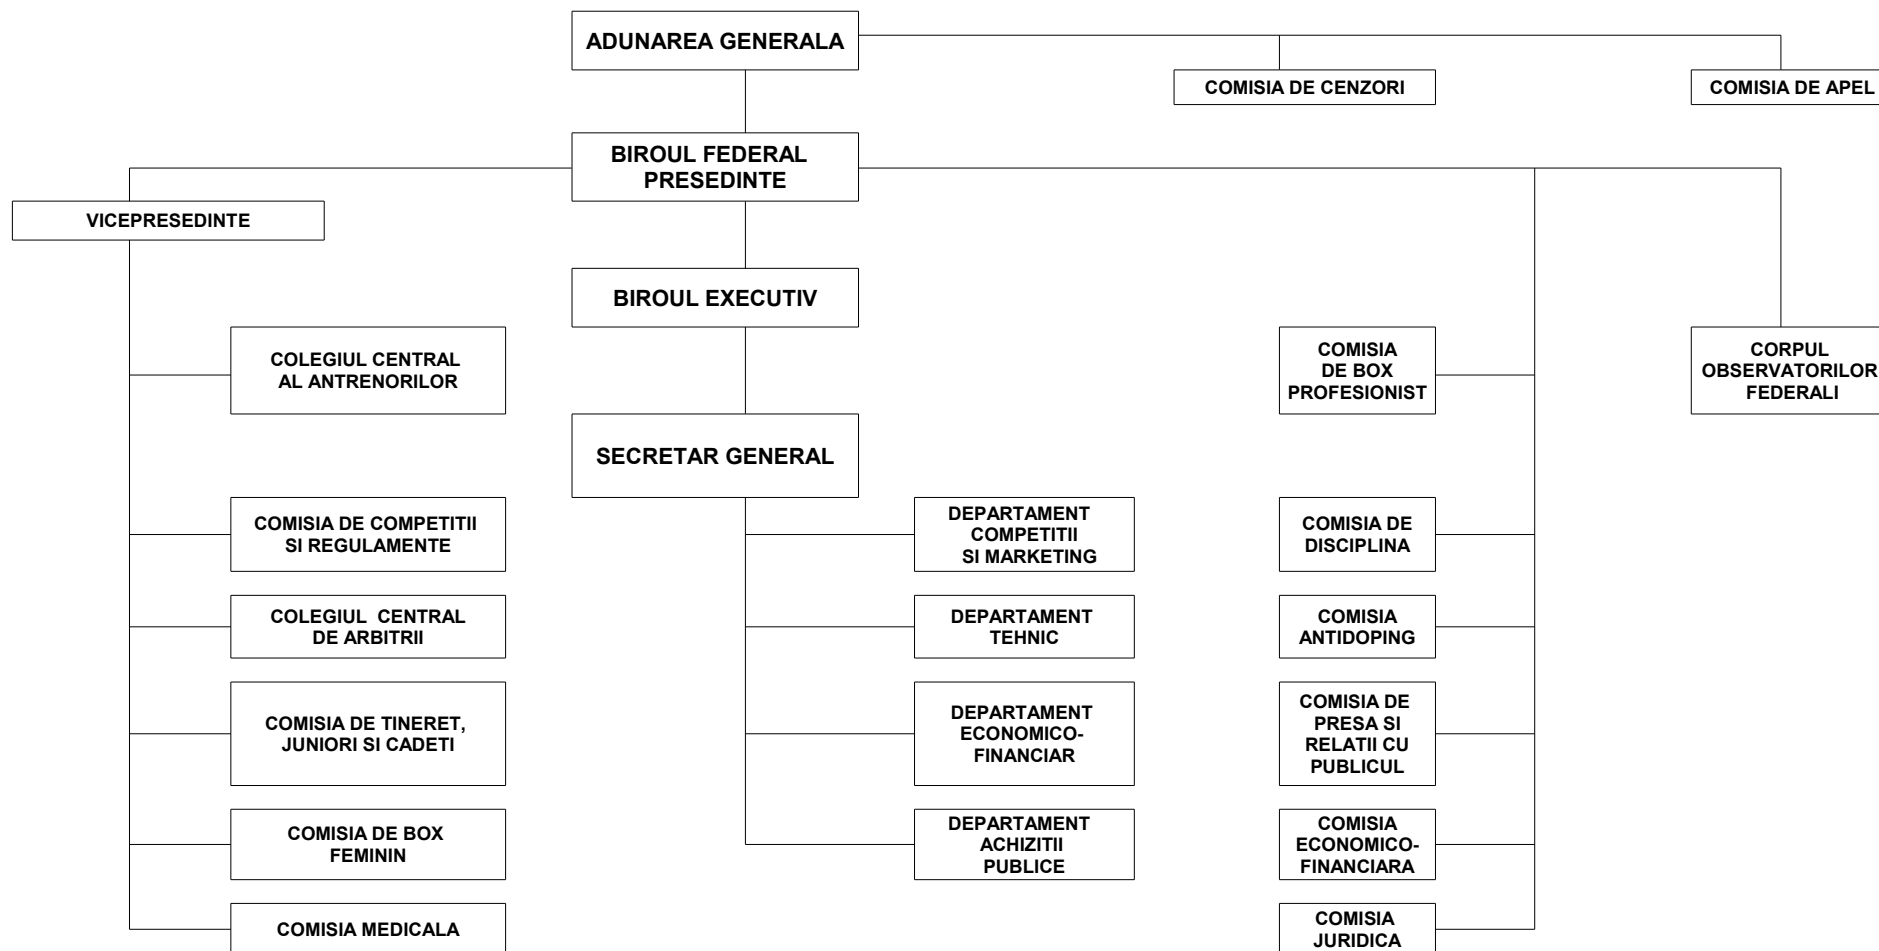 ADUNAREA GENERALA
COMISIA DE CENZORI
COMISIA DE APEL
BIROUL FEDERAL
PRESEDINTE
VICEPRESEDINTE
BIROUL EXECUTIV
COLEGIUL CENTRAL
AL ANTRENORILOR
COMISIA
DE BOX
PROFESIONIST
CORPUL
OBSERVATORILOR
FEDERALI
SECRETAR GENERAL
COMISIA DE COMPETITII
SI REGULAMENTE
DEPARTAMENT
COMPETITII
SI MARKETING
COMISIA DE
DISCIPLINA
COLEGIUL CENTRAL
DE ARBITRII
DEPARTAMENT
TEHNIC
COMISIA
ANTIDOPING
COMISIA DE TINERET,
JUNIORI SI CADETI
DEPARTAMENT
ECONOMICO-
FINANCIAR
COMISIA DE
PRESA SI
RELATII CU
PUBLICUL
COMISIA DE BOX
FEMININ
DEPARTAMENT
ACHIZITII
PUBLICE
COMISIA
ECONOMICO-
FINANCIARA
COMISIA MEDICALA
COMISIA
JURIDICA